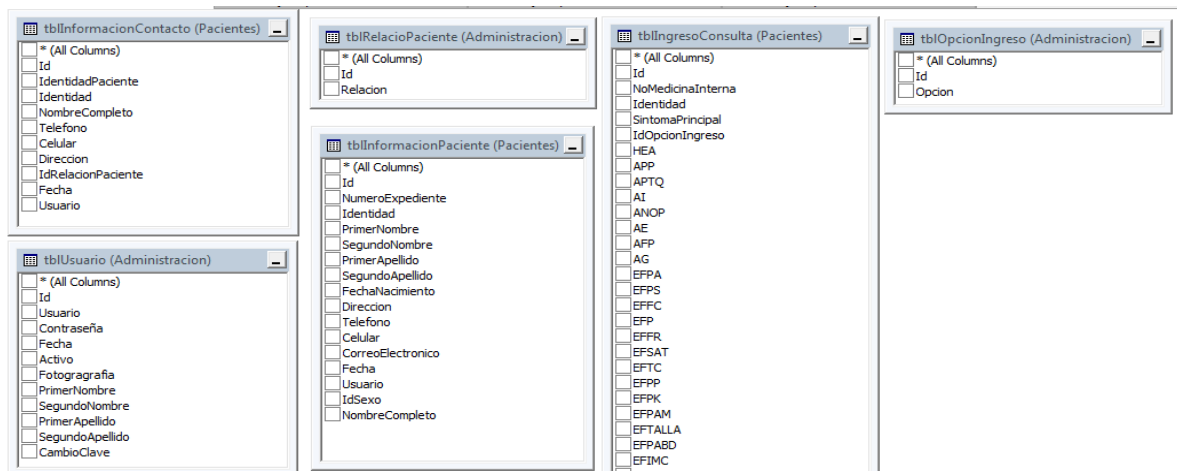 tblInformacionContacto (Pacientes)
* (All Columns)
Id
IdentidadPaciente
Identidad
NombreCompleto
Telefono
Celular
Direccion
IdRelacionPaciente
Fecha
Usuario
tblUsuario (Administracion)
* (All Columns)
Id
Usuario
Contraseña
Fecha
Activo
Fotogragrafia
PrimerNombre
SegundoNombre
PrimerApellido
SegundoApellido
CambioClave
tblRelacioPaciente (Administracion)
* (All Columns)
Id
Relacion
tblInformacionPaciente (Pacientes)
* (All Columns)
Id
NumeroExpediente
Identidad
PrimerNombre
SegundoNombre
PrimerApellido
SegundoApellido
FechaNacimiento
Direccion
Telefono
Celular
CorreoElectronico
Fecha
Usuario
IdSexo
NombreCompleto
tblIngresoConsulta (Pacientes)
* (All Columns)
Id
NoMedicinaInterna
Identidad
SintomaPrincipal
IdOpcionIngreso
HEA
APP
APTQ
AI
ANOP
AE
AFP
AG
EFPA
EFPS
EFFC
EFP
EFFR
EFSAT
EFTC
EFPP
EFPK
EFPAM
EFTALLA
EFPABD
EFIMC
tblOpcionIngreso (Administracion)
* (All Columns)
Id
Opcion